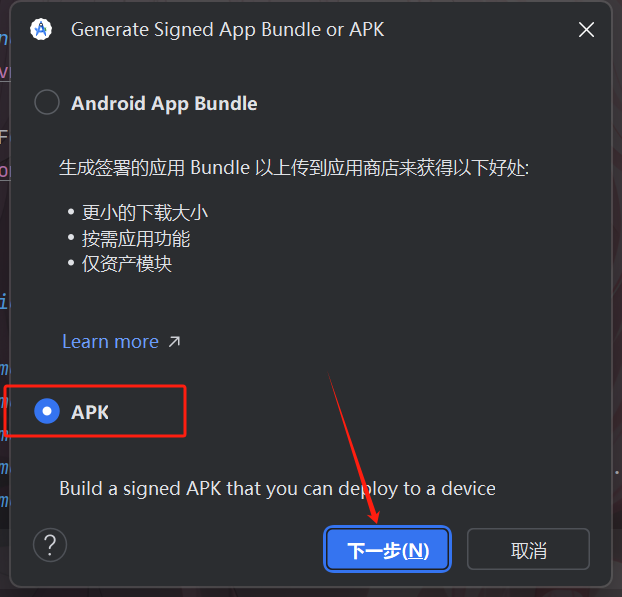 Generate Signed App Bundle or APK
Android App Bundle
生成签署的应用 Bundle 以上传到应用商店来获得以下好处:
• 更小的下载大小
• 按需应用功能
• 仅资产模块
Learn more ↗
APK
Build a signed APK that you can deploy to a device
?
下一步(N)
取消